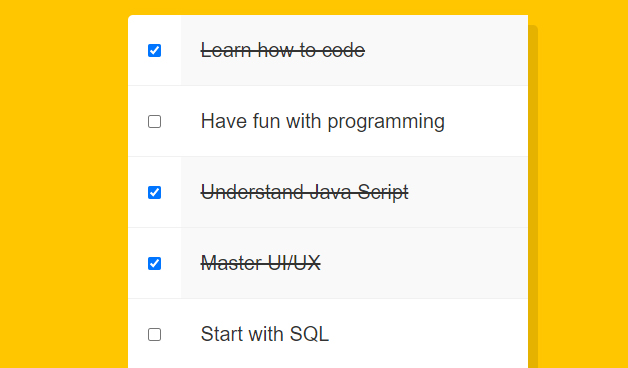 Learn how to code
Have fun with programming
Understand Java Script
Master UI/UX
Start with SQL